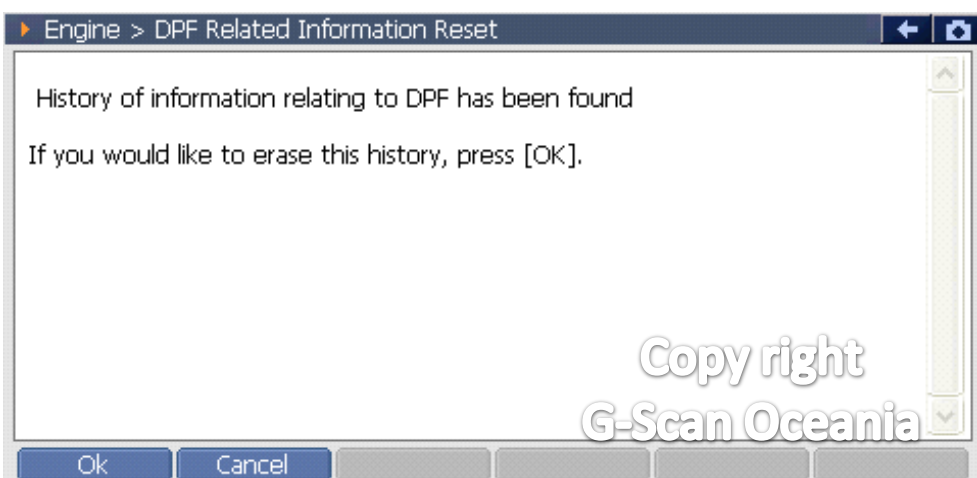 Engine > DPF Related Information Reset
History of information relating to DPF has been found
If you would like to erase this history, press [OK].
Copy right
G-Scan Oceania
Ok Cancel